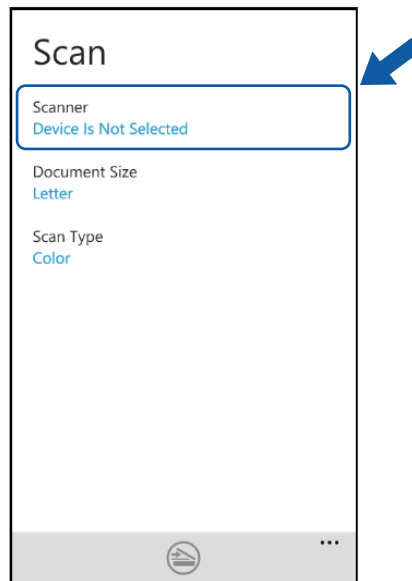 Scan
Scanner
Device Is Not Selected
Document Size
Letter
Scan Type
Color